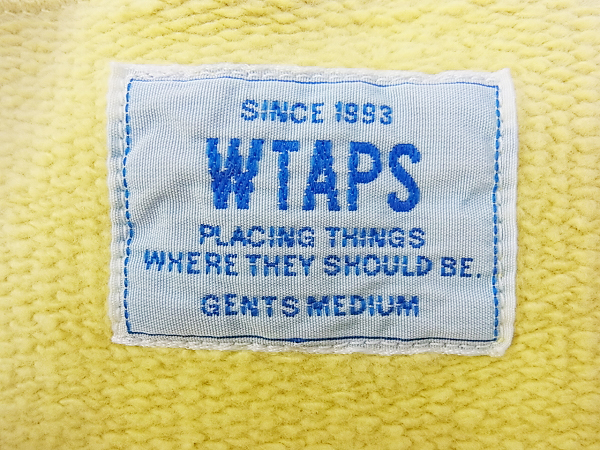 SINCE 1993
WTAPS
PLACING THINGS
WHERE THEY SHOULD BE.
GENTS MEDIUM